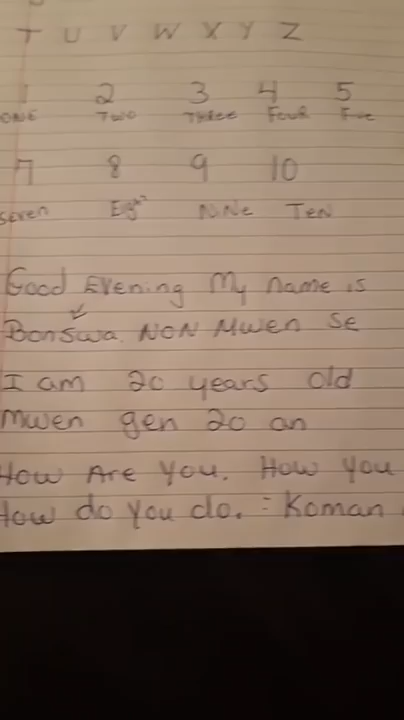 T U V W X Y Z
1 2 3 4 5
ONE TWO THREE FOUR Five
7 8 9 10
Seven Eight NiNe TeN
Good Evening My name is
BonSwa. NON Mwen Se
I am 20 years old
Mwen gen 20 an
How Are You. How you
How do you do. = Koman